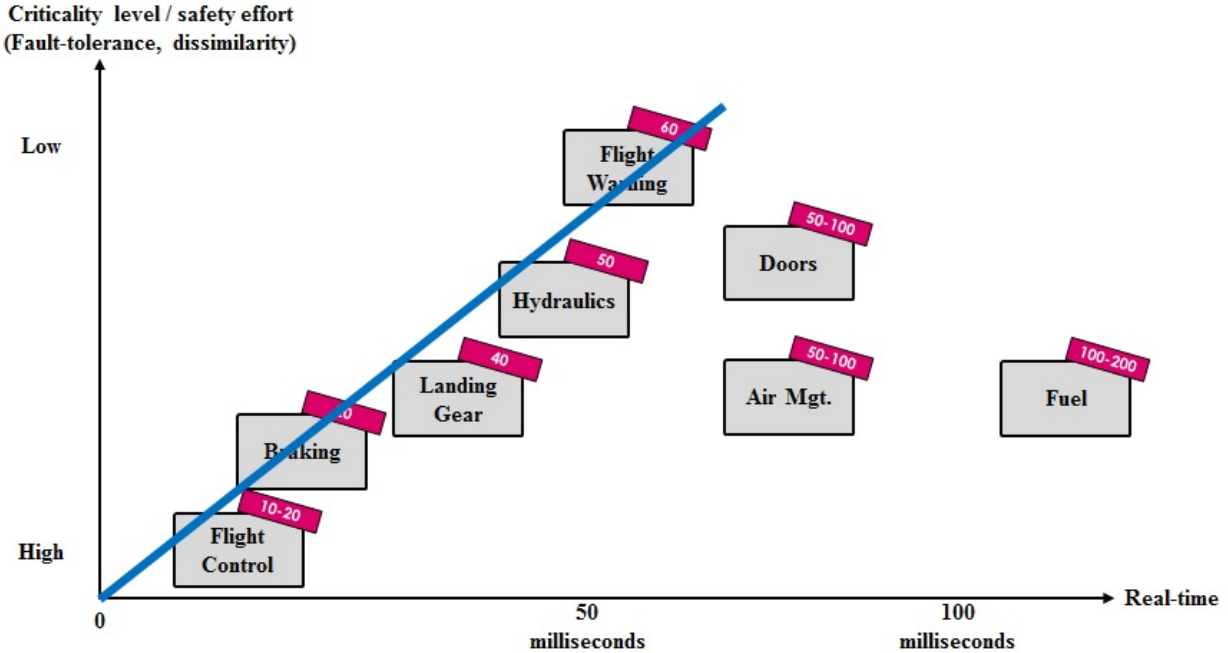 Criticality level / safety effort
(Fault-tolerance, dissimilarity)
Low
60
Flight
Warning
50-100
Doors
50
Hydraulics
40
Landing
Gear
50-100
Air Mgt.
100-200
Fuel
Braking
10-20
Flight
Control
High
0
50
milliseconds
100
milliseconds
Real-time